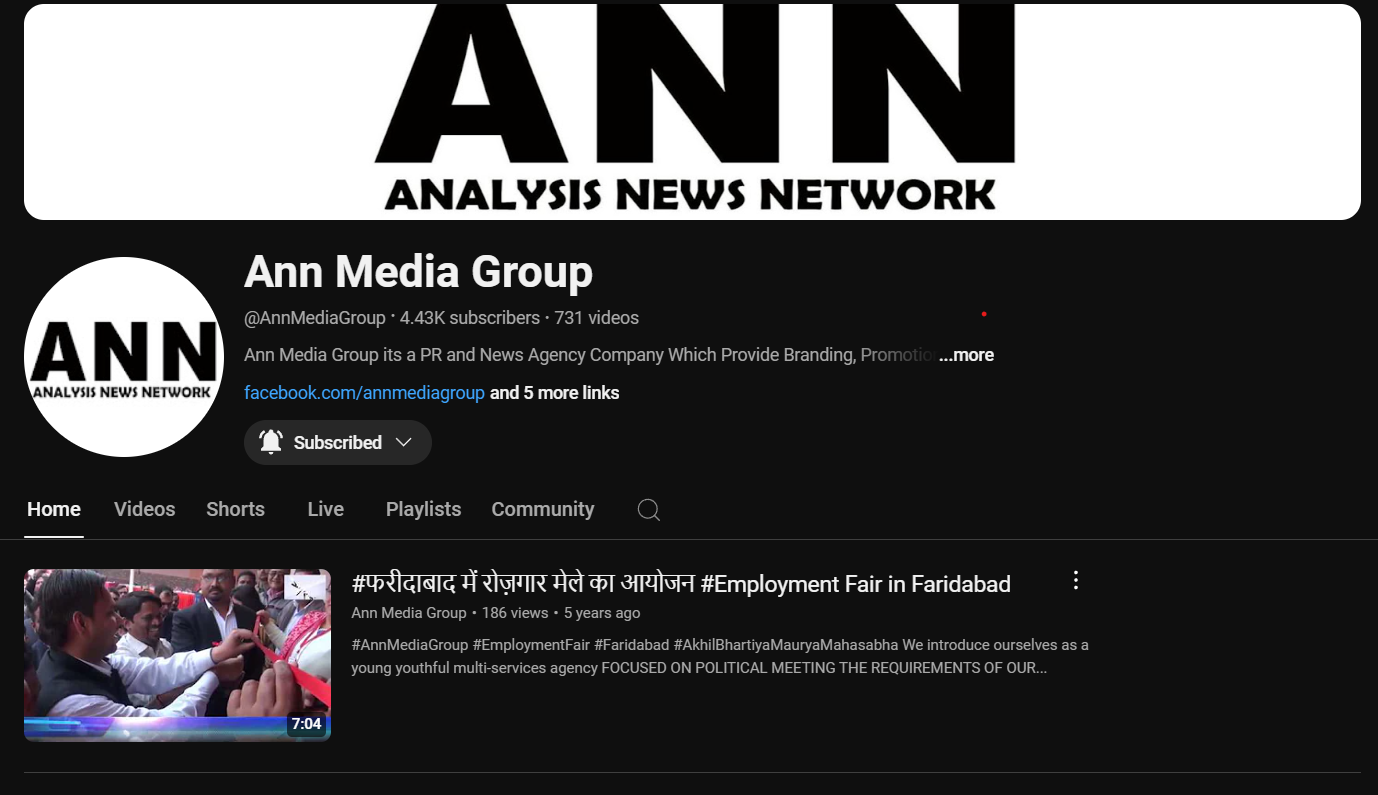 ANN
ANALYSIS NEWS NETWORK
ANN
ANALYSIS NEWS NETWORK
Ann Media Group
@AnnMediaGroup • 4.43K subscribers • 731 videos
Ann Media Group its a PR and News Agency Company Which Provide Branding, Promotio ...more
facebook.com/annmediagroup and 5 more links
Subscribed
Home Videos Shorts Live Playlists Community
#फरीदाबाद में रोज़गार मेले का आयोजन #Employment Fair in Faridabad
Ann Media Group • 186 views • 5 years ago
#AnnMediaGroup #EmploymentFair #Faridabad #AkhilBhartiyaMauryaMahasabha We introduce ourselves as a
young youthful multi-services agency FOCUSED ON POLITICAL MEETING THE REQUIREMENTS OF OUR...
7:04